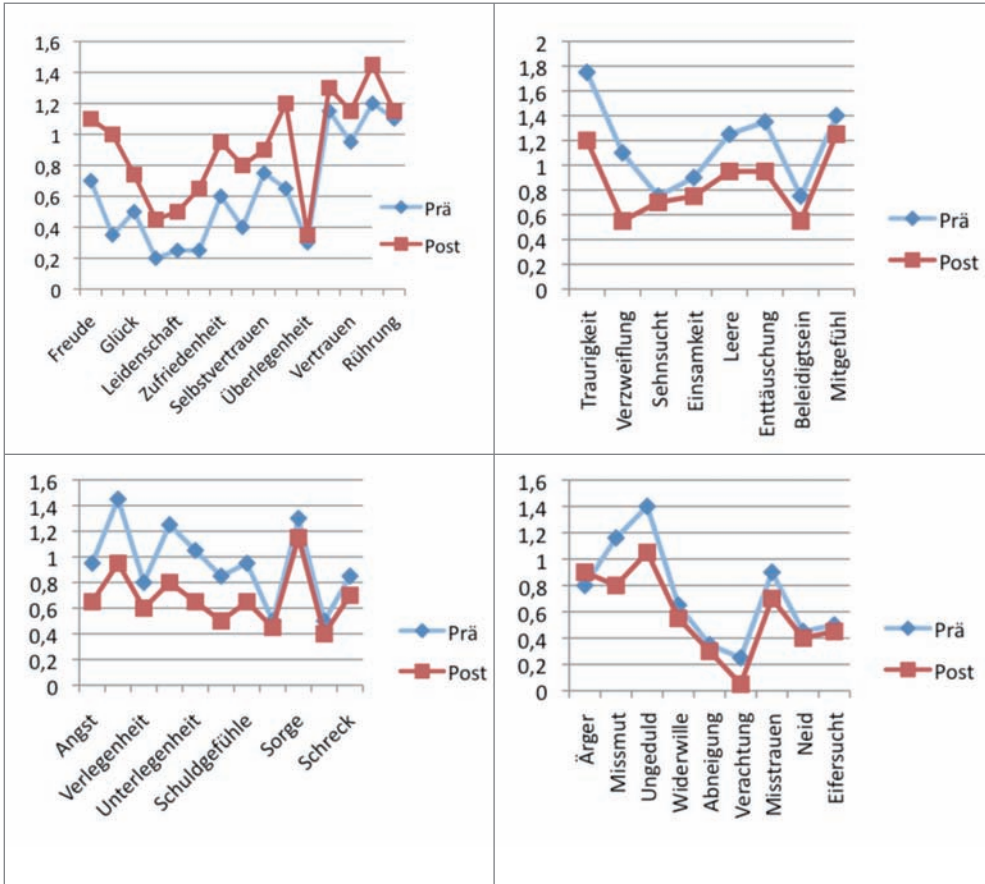 1,6
1,4
1,2
1
0,8
0,6
0,4
0,2
0
Freude
Glück
Leidenschaft
Zufriedenheit
Selbstvertrauen
Überlegenheit
Vertrauen
Rührung
Prä
Post
2
1,8
1,6
1,4
1,2
1
0,8
0,6
0,4
0,2
0
Traurigkeit
Verzweiflung
Sehnsucht
Einsamkeit
Leere
Enttäuschung
Beleidigtsein
Mitgefühl
Prä
Post
1,6
1,4
1,2
1
0,8
0,6
0,4
0,2
0
Angst
Verlegenheit
Unterlegenheit
Schuldgefühle
Sorge
Schreck
Prä
Post
1,6
1,4
1,2
1
0,8
0,6
0,4
0,2
0
Ärger
Missmut
Ungeduld
Widerwille
Abneigung
Verachtung
Misstrauen
Neid
Eifersucht
Prä
Post